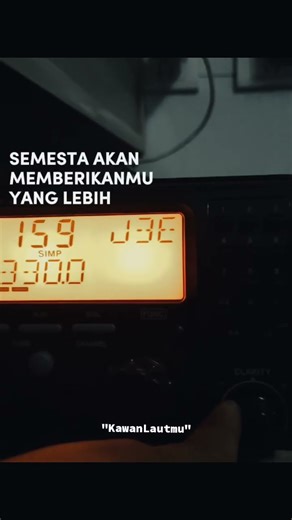 SEMESTA AKAN
MEMBERIKANMU
YANG LEBIH
159 J3E
SIMP
330.0
CLARITY
"KawanLautmu"